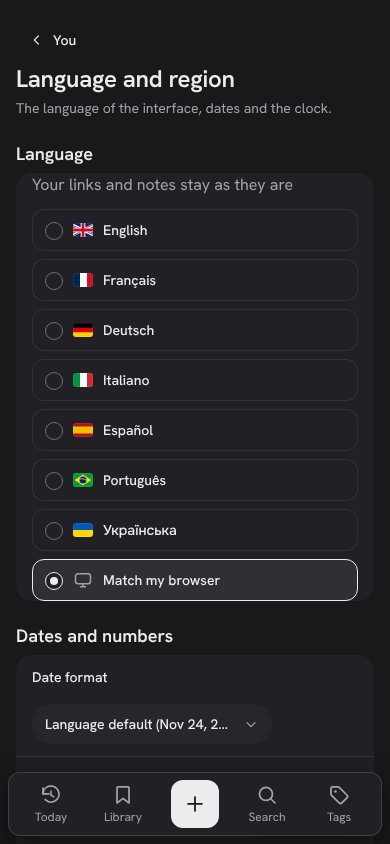 You
Language and region
The language of the interface, dates and the clock.
Language
Your links and notes stay as they are
English
Français
Deutsch
Italiano
Español
Português
Українська
Match my browser
Dates and numbers
Date format
Language default (Nov 24, 2...
Today
Library
Search
Tags